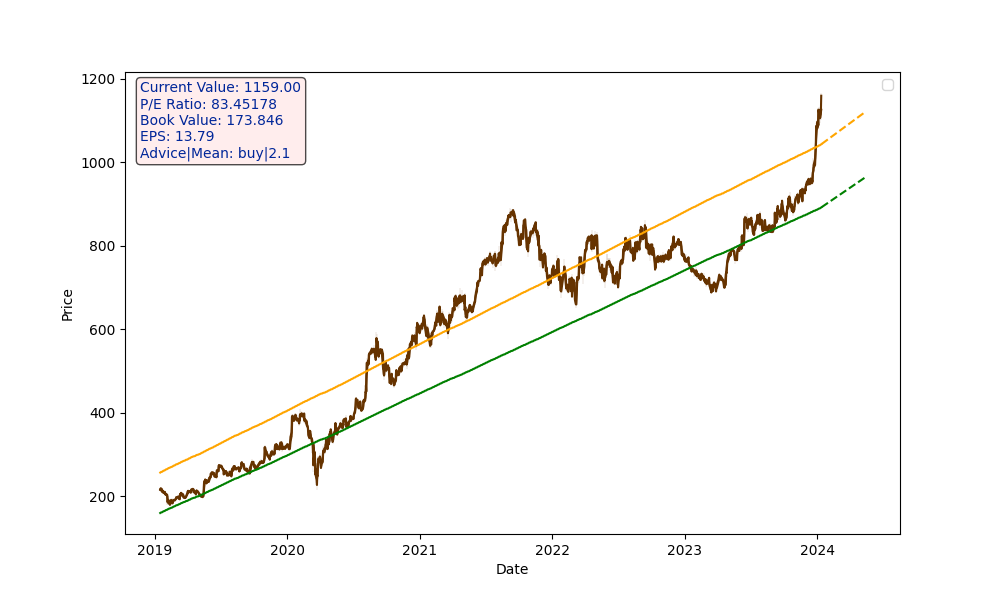 1200
1000
800
600
400
200
Price
Current Value: 1159.00
P/E Ratio: 83.45178
Book Value: 173.846
EPS: 13.79
Advice|Mean: buy|2.1
2019 2020 2021 2022 2023 2024
Date